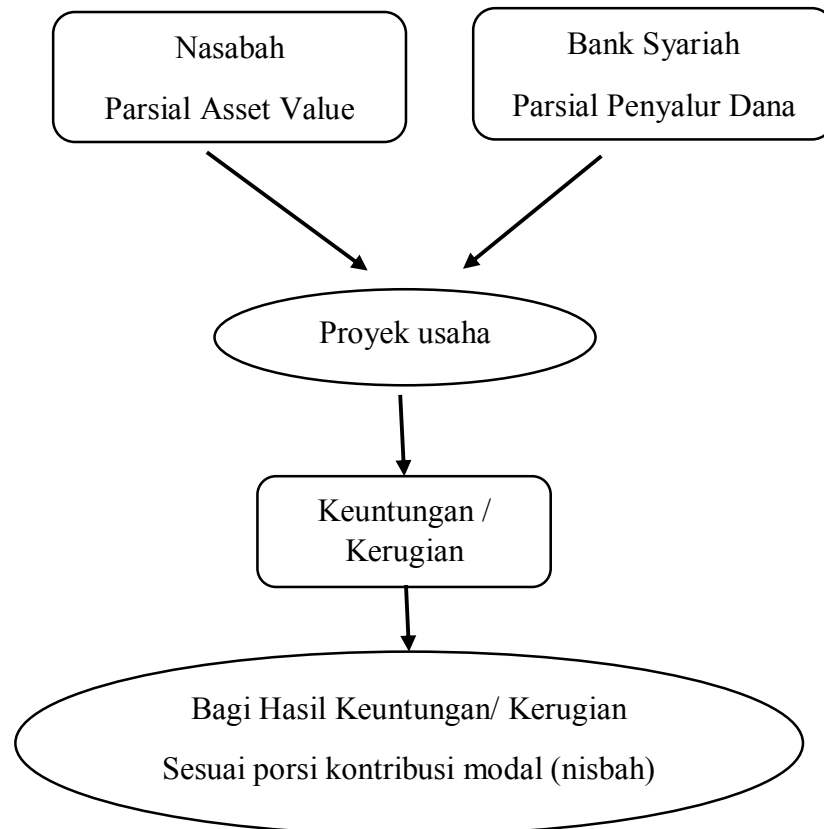 Nasabah
Parsial Asset Value
Bank Syariah
Parsial Penyalur Dana
Proyek usaha
Keuntungan /
Kerugian
Bagi Hasil Keuntungan/ Kerugian
Sesuai porsi kontribusi modal (nisbah)